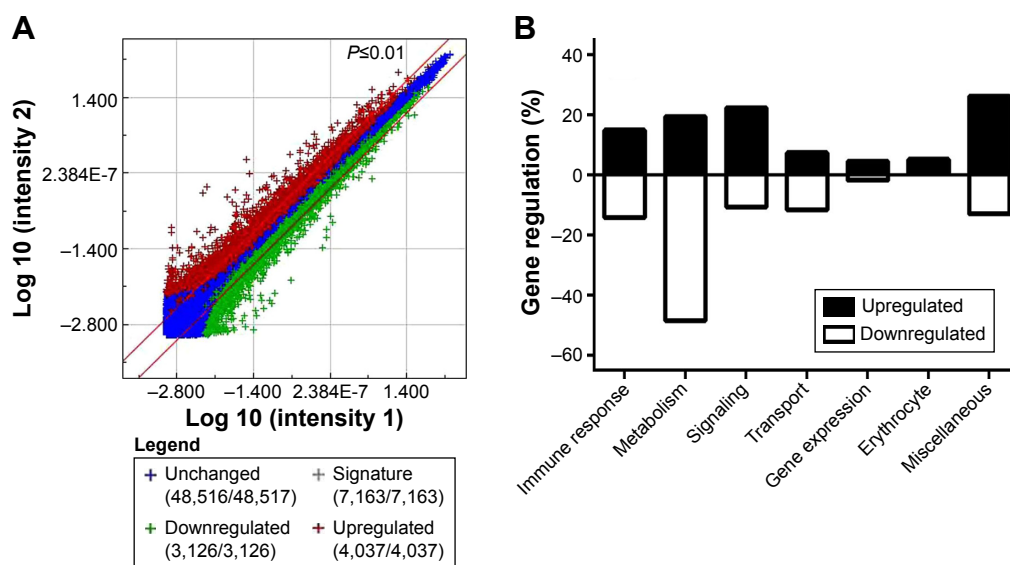 A
P≤0.01
Log 10 (intensity 2)
1.400
2.384E-7
−1.400
−2.800
−2.800 −1.400 2.384E-7 1.400
Log 10 (intensity 1)
Legend
Unchanged
(48,516/48,517)
Signature
(7,163/7,163)
Downregulated
(3,126/3,126)
Upregulated
(4,037/4,037)
B
Gene regulation (%)
40
20
0
−20
−40
−60
Upregulated
Downregulated
Immune response
Metabolism
Signaling
Transport
Gene expression
Erythrocyte
Miscellaneous